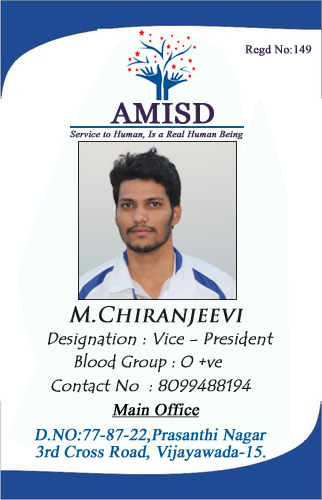 Regd No:149
AMISD
Service to Human, Is a Real Human Being
M.CHIRANJEEVI
Designation : Vice - President
Blood Group : O +ve
Contact No : 8099488194
Main Office
D.NO:77-87-22,Prasanthi Nagar
3rd Cross Road, Vijayawada-15.